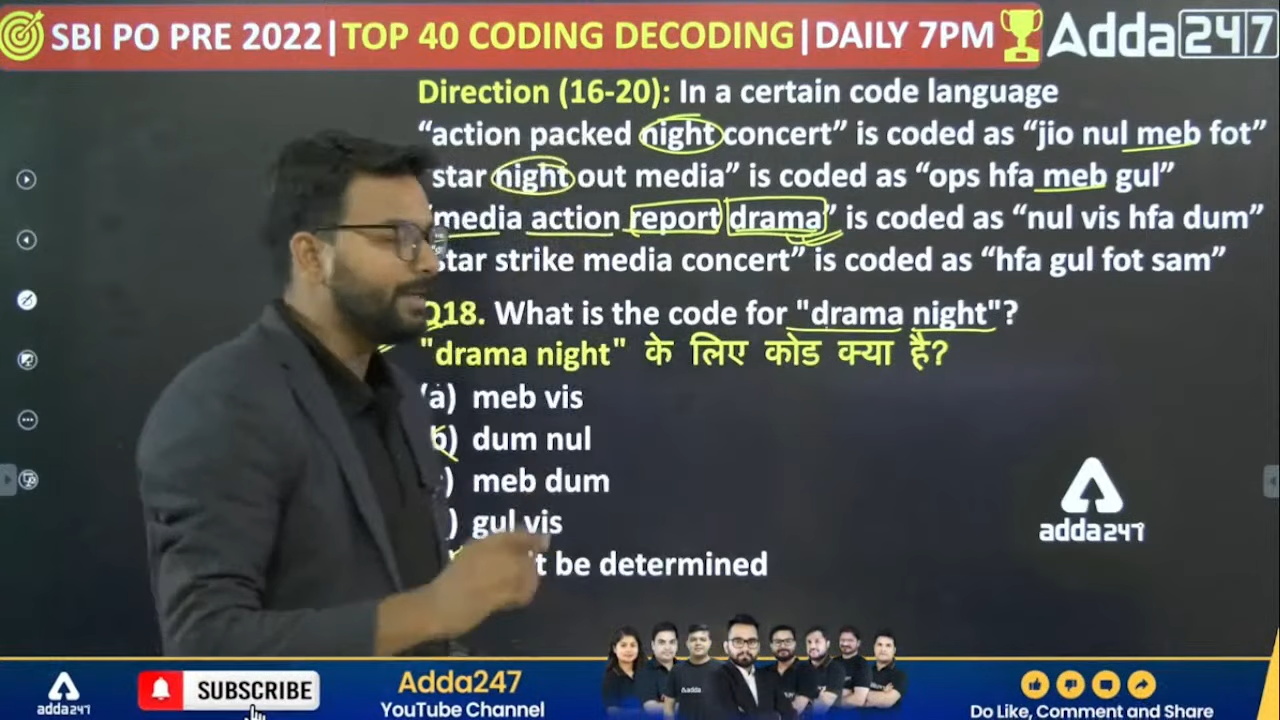 SBI PO PRE 2022|TOP 40 CODING DECODING|DAILY 7PM
Adda247
Direction (16-20): In a certain code language
“action packed night concert” is coded as “jio nul meb fot”
star night out media” is coded as “ops hfa meb gul”
“media action report drama” is coded as “nul vis hfa dum”
star strike media concert” is coded as “hfa gul fot sam”
Q18. What is the code for "drama night"?
"drama night" के लिए कोड क्या है?
(a) meb vis
b) dum nul
) meb dum
) gul vis
t be determined
adda247
adda247
SUBSCRIBE
Adda247
YouTube Channel
Do Like, Comment and Share